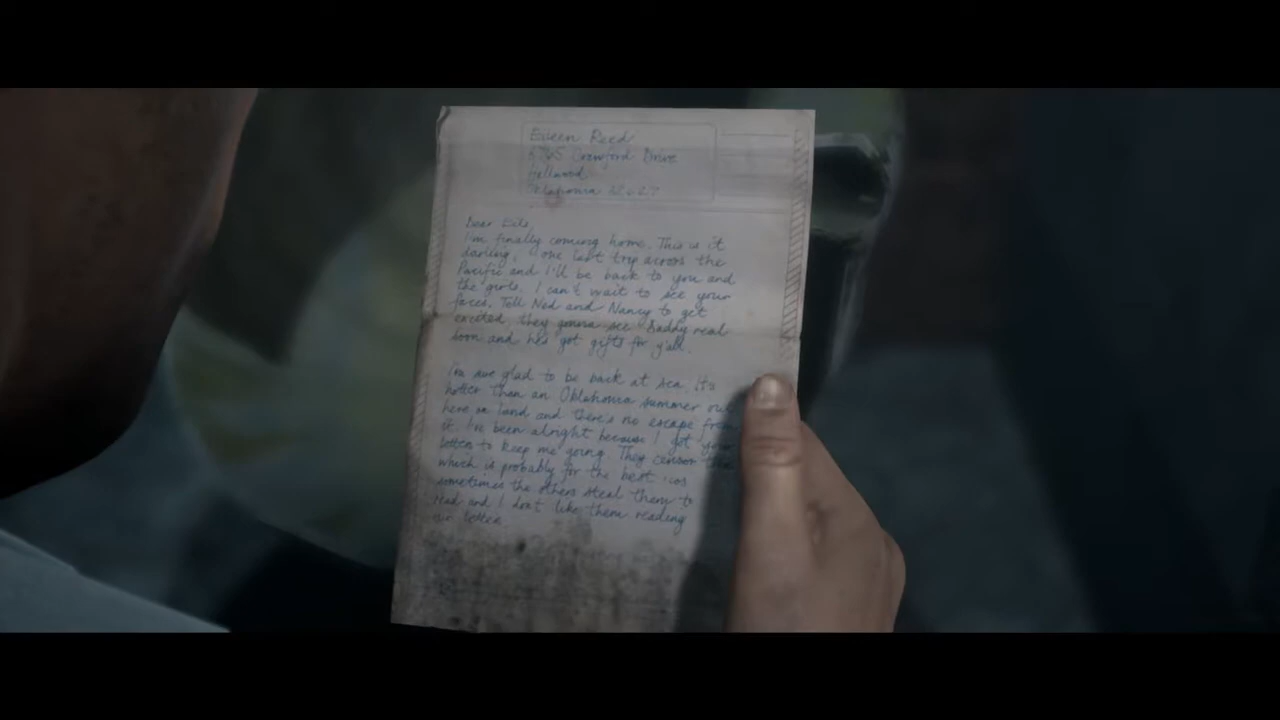 Eileen Reed
Crawford Drive
Oklahoma
Dear
I'm finally coming home. This is it
darling, one last trip across the
Pacific and I'll be back to you and
the girls. I can't wait to see your
faces. Tell Ned and Nancy to get
excited, they gonna see Daddy real
soon and he's got gifts for y'all.
glad to be back at sea. It's
hotter than an Oklahoma summer out
here on land and there's no escape from
it. I've been alright because I got your
letters to keep me going. They censor
which is probably for the best 'cos
sometimes the others steal them to
read and I don't like them reading
our letters.